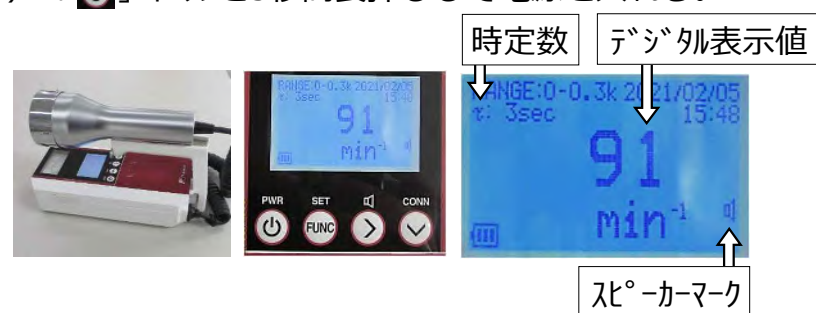 時定数
ﾃﾞｼﾞﾀﾙ表示値
RANGE:0-0.3k 2021/02/05
τ: 3sec 15:48
91
min⁻¹
PWR SET CONN
FUNC
RANGE:0-0.3k 2021/02/05
τ: 3sec 15:48
91
min⁻¹
ｽﾋﾟｰｶｰﾏｰｸ